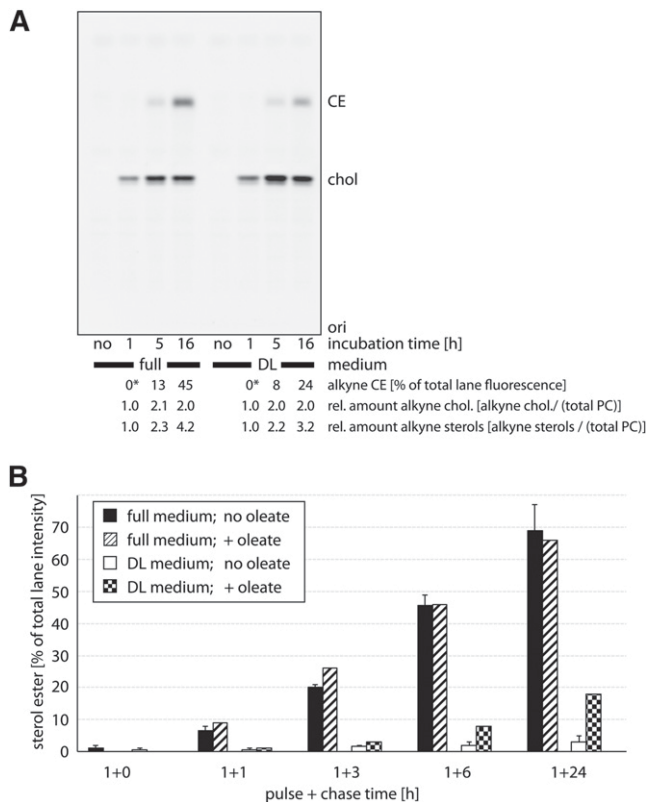 A
CE
chol
ori
no 1 5 16 no 1 5 16 incubation time [h]
full DL medium
0* 13 45 0* 8 24 alkyne CE [% of total lane fluorescence]
1.0 2.1 2.0 1.0 2.0 2.0 rel. amount alkyne chol. [alkyne chol./ (total PC)]
1.0 2.3 4.2 1.0 2.2 3.2 rel. amount alkyne sterols [alkyne sterols / (total PC)]
B
sterol ester [% of total lane intensity]
70
60
50
40
30
20
10
0
full medium; no oleate
full medium; + oleate
DL medium; no oleate
DL medium; + oleate
1+0 1+1 1+3 1+6 1+24
pulse + chase time [h]